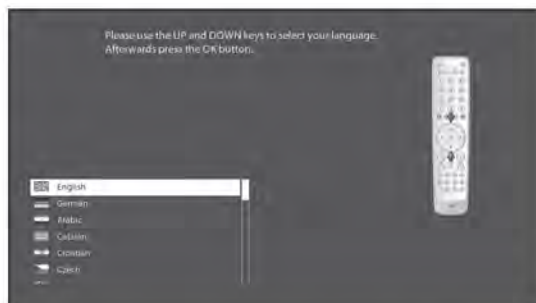 Please use the UP and DOWN keys to select your language.
Afterwards press the OK button.
English
German
Arabic
Catalan
Croatian
Czech